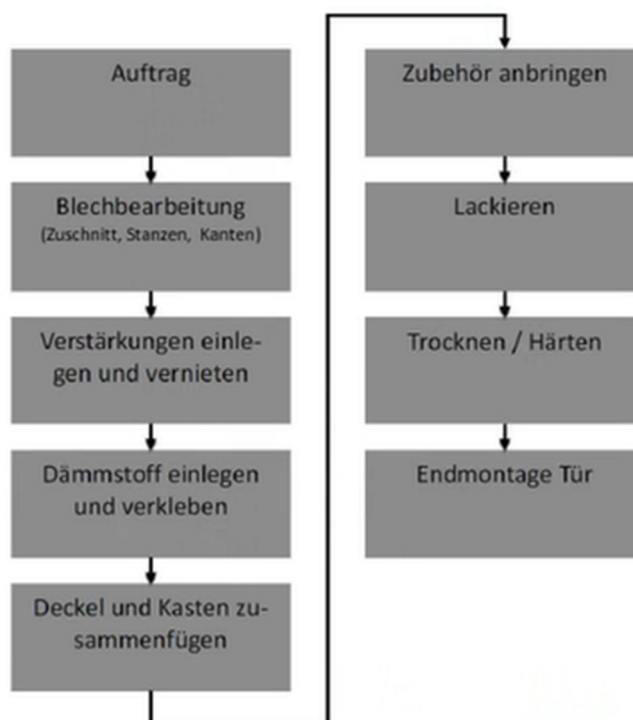 Auftrag
Blechbearbeitung
(Zuschnitt, Stanzen, Kanten)
Verstärkungen einle-
gen und vernieten
Dämmstoff einlegen
und verkleben
Deckel und Kasten zu-
sammenfügen
Zubehör anbringen
Lackieren
Trocknen / Härten
Endmontage Tür